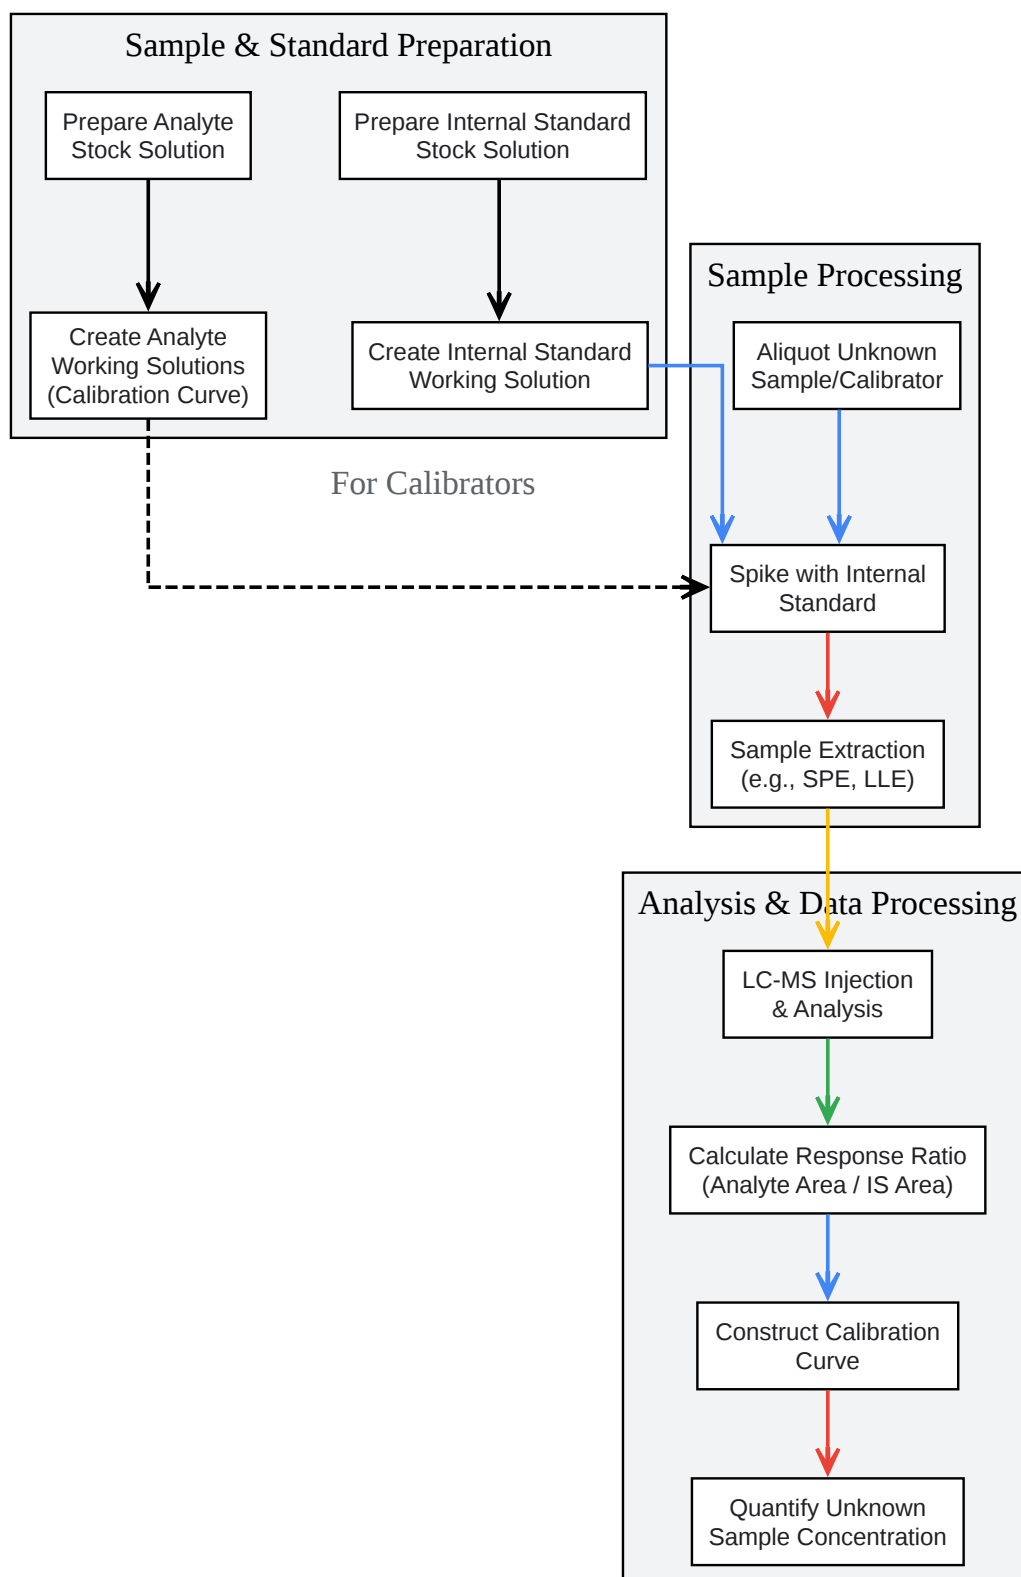 Sample & Standard Preparation
Prepare Analyte
Stock Solution
Prepare Internal Standard
Stock Solution
Create Analyte
Working Solutions
(Calibration Curve)
Create Internal Standard
Working Solution
For Calibrators
Sample Processing
Aliquot Unknown
Sample/Calibrator
Spike with Internal
Standard
Sample Extraction
(e.g., SPE, LLE)
Analysis & Data Processing
LC-MS Injection
& Analysis
Calculate Response Ratio
(Analyte Area / IS Area)
Construct Calibration
Curve
Quantify Unknown
Sample Concentration